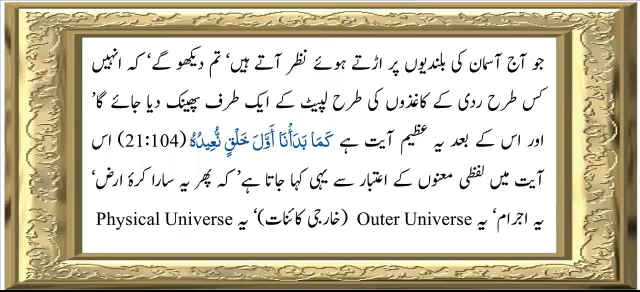 جو آج آسمان کی بلندیوں پر اڑتے ہوئے نظر آتے ہیں، تم دیکھو گے، کہ انہیں
کس طرح ردی کے کاغذوں کی طرح لپیٹ کے ایک طرف پھینک دیا جائے گا،
اور اس کے بعد یہ عظیم آیت ہے كَمَا بَدَأْنَا أَوَّلَ خَلْقٍ نُّعِيدُهُ (21:104) اس
آیت میں لفظی معنوں کے اعتبار سے یہی کہا جاتا ہے، کہ پھر یہ سارا کرۂ ارض،
یہ اجرام، یہ Outer Universe (خارجی کائنات)، یہ Physical Universe